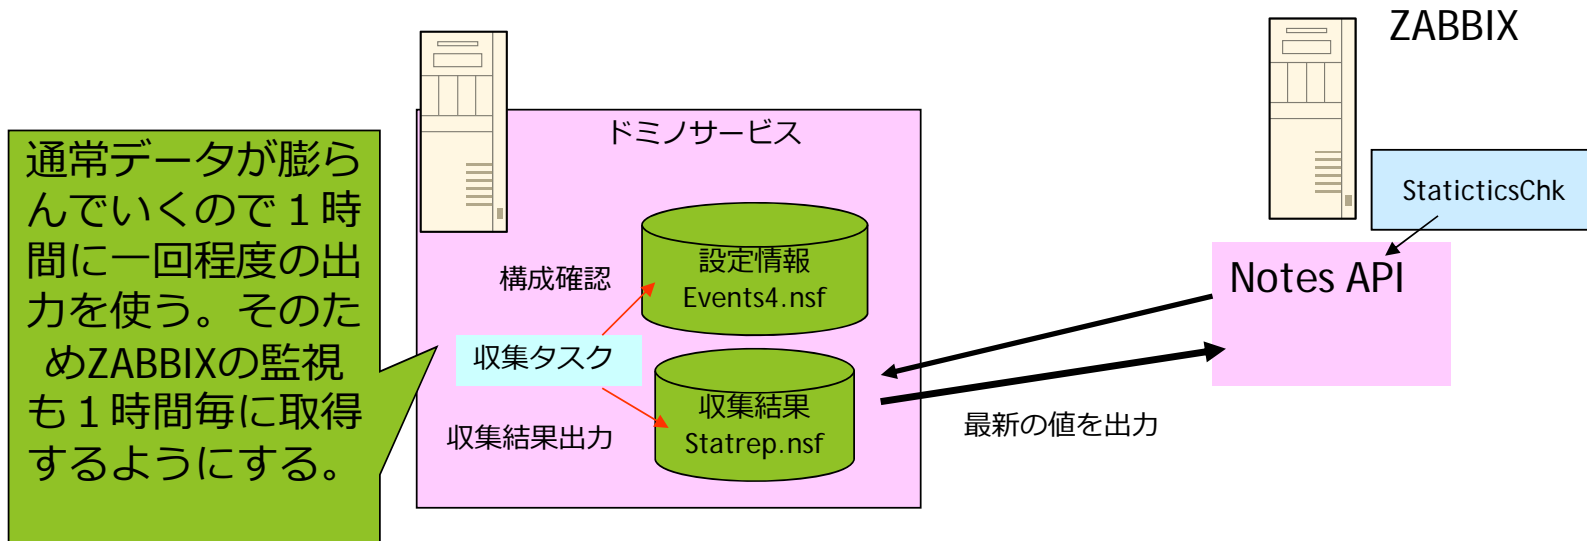 ZABBIX
ドミノサービス
通常データが膨ら
んでいくので１時
間に一回程度の出
力を使う。そのた
めZABBIXの監視
も１時間毎に取得
するようにする。
StaticticsChk
設定情報
Events4.nsf
構成確認
Notes API
収集タスク
収集結果
Statrep.nsf
収集結果出力
最新の値を出力